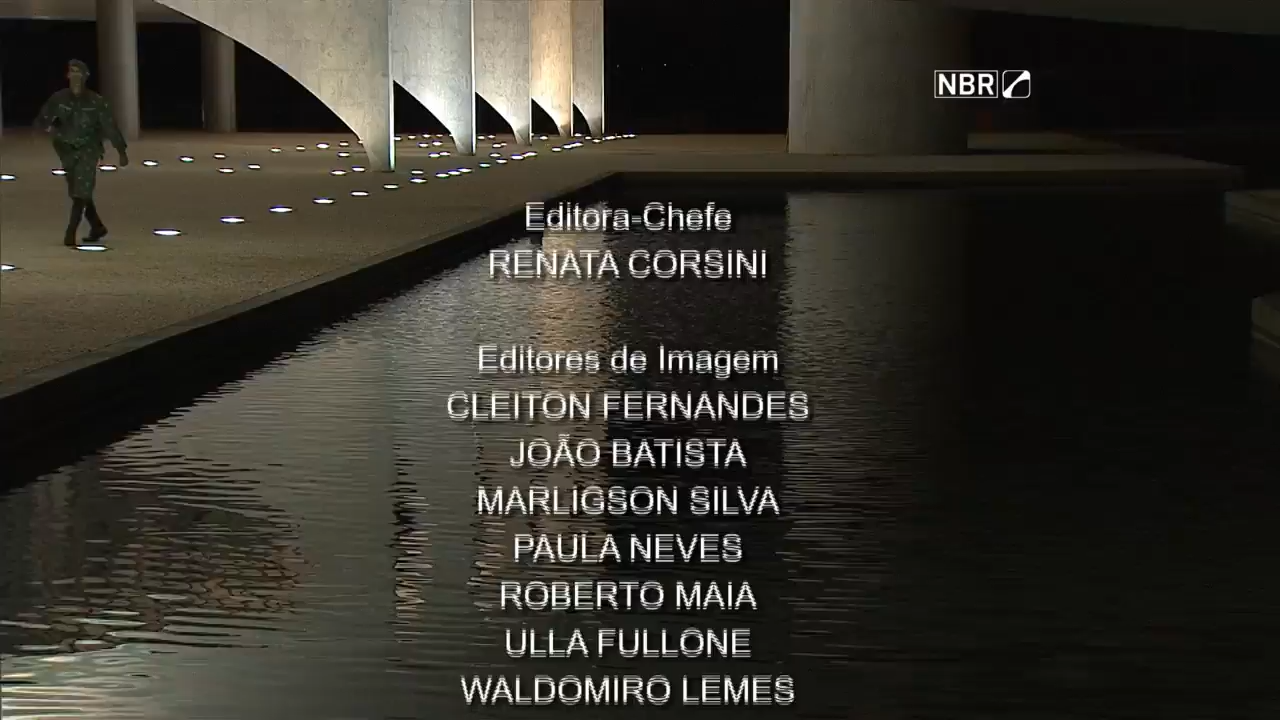 NBR
Editora-Chefe
RENATA CORSINI
Editores de Imagem
CLEITON FERNANDES
JOÃO BATISTA
MARLIGSON SILVA
PAULA NEVES
ROBERTO MAIA
ULLA FULLONE
WALDOMIRO LEMES